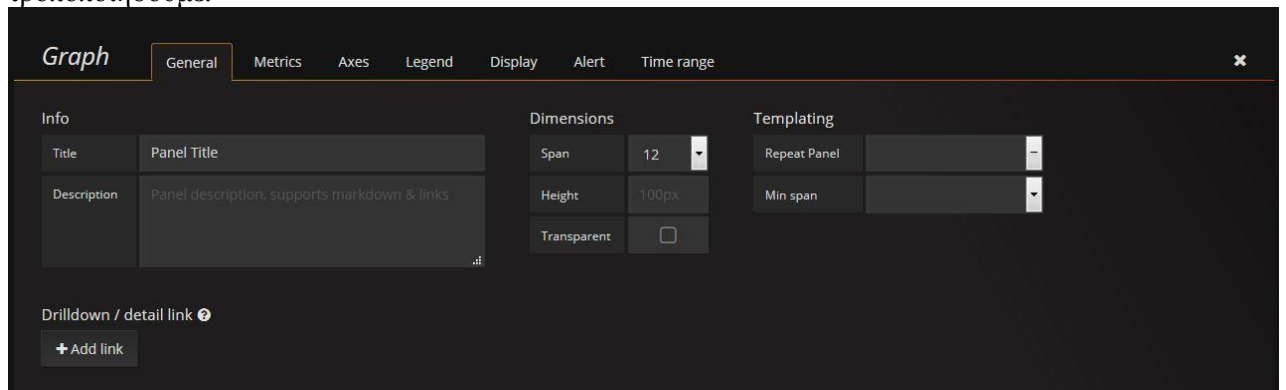 Graph General Metrics Axes Legend Display Alert Time range
Info Dimensions Templating
Title Panel Title Span 12 Repeat Panel
Description Panel description, supports markdown & links Height 100px Min span
Transparent
Drilldown / detail link
+ Add link